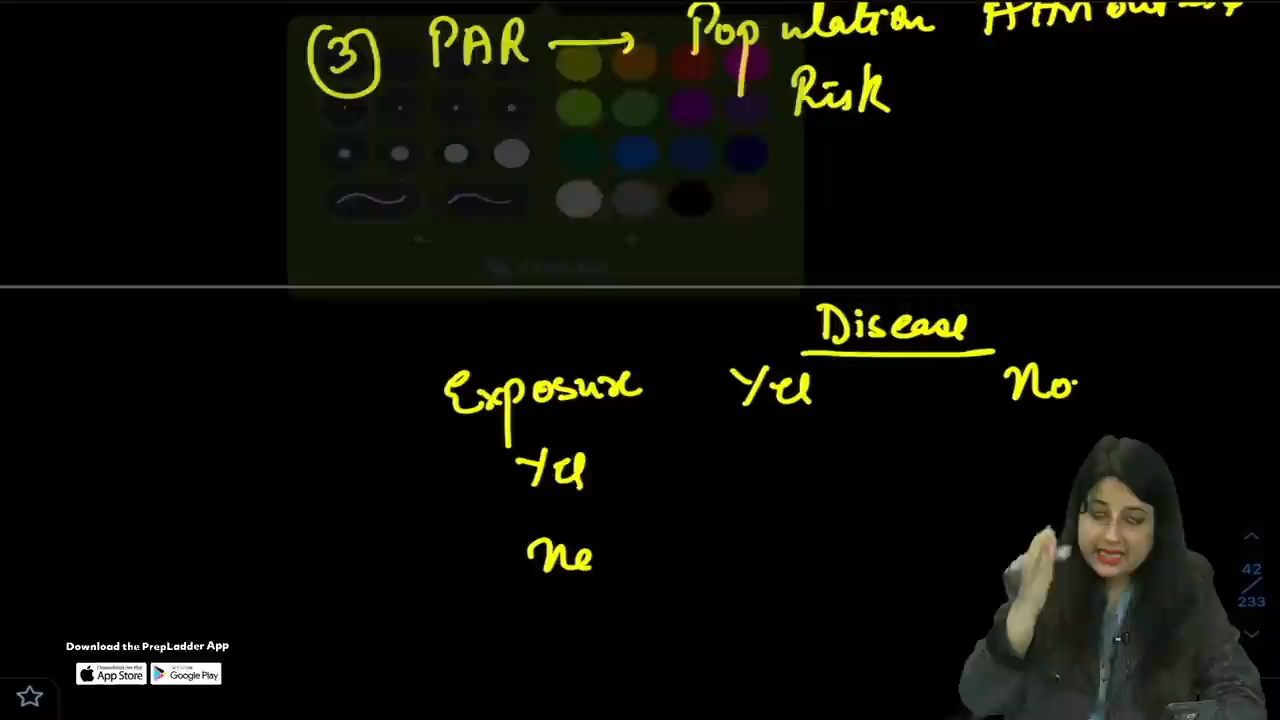 ③ PAR → Population
Risk
Disease
Exposure Yes No.
Yes
No
42
233
Download the PrepLadder App
App Store Google Play